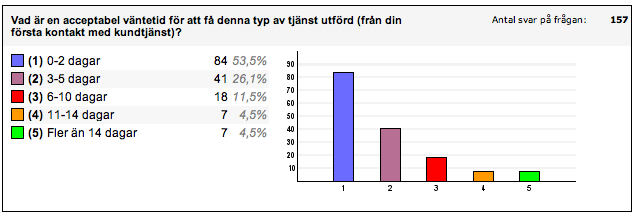 Vad är en acceptabel väntetid för att få denna typ av tjänst utförd (från din första kontakt med kundtjänst)?
Antal svar på frågan: 157
(1) 0-2 dagar 84 53,5%
(2) 3-5 dagar 41 26,1%
(3) 6-10 dagar 18 11,5%
(4) 11-14 dagar 7 4,5%
(5) Fler än 14 dagar 7 4,5%
90
80
70
60
50
40
30
20
10
1 2 3 4 5